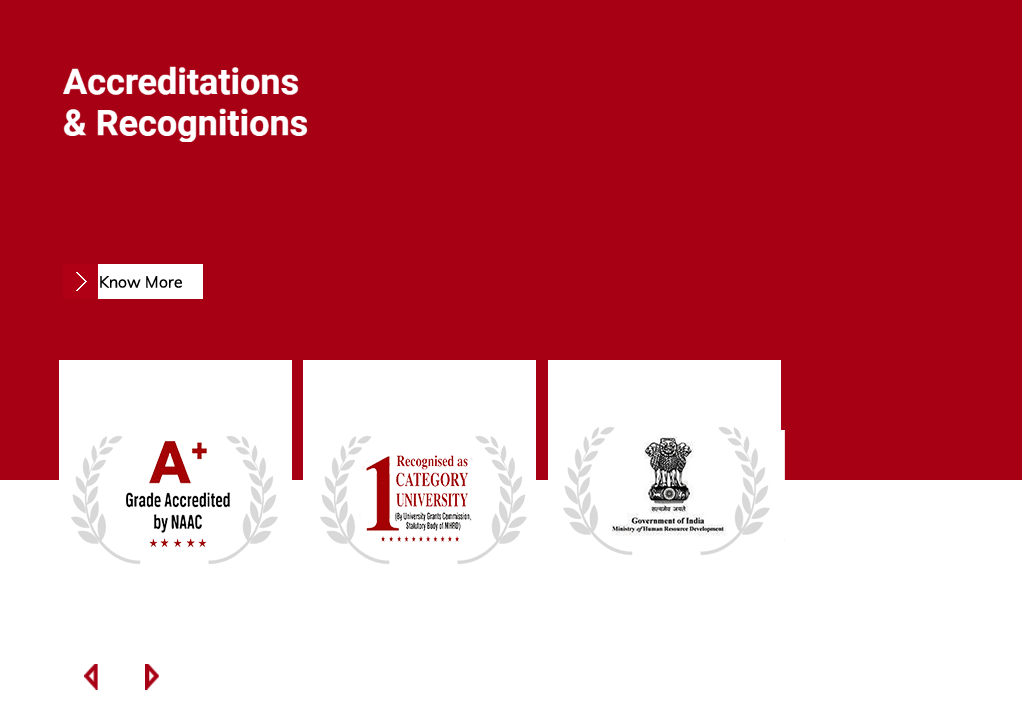 Accreditations
& Recognitions
Know More
A+
Grade Accredited
by NAAC
1
Recognised as
CATEGORY
UNIVERSITY
(By University Grants Commission,
Statutory Body of MHRD)
सत्यमेव जयते
Government of India
Ministry of Human Resource Development